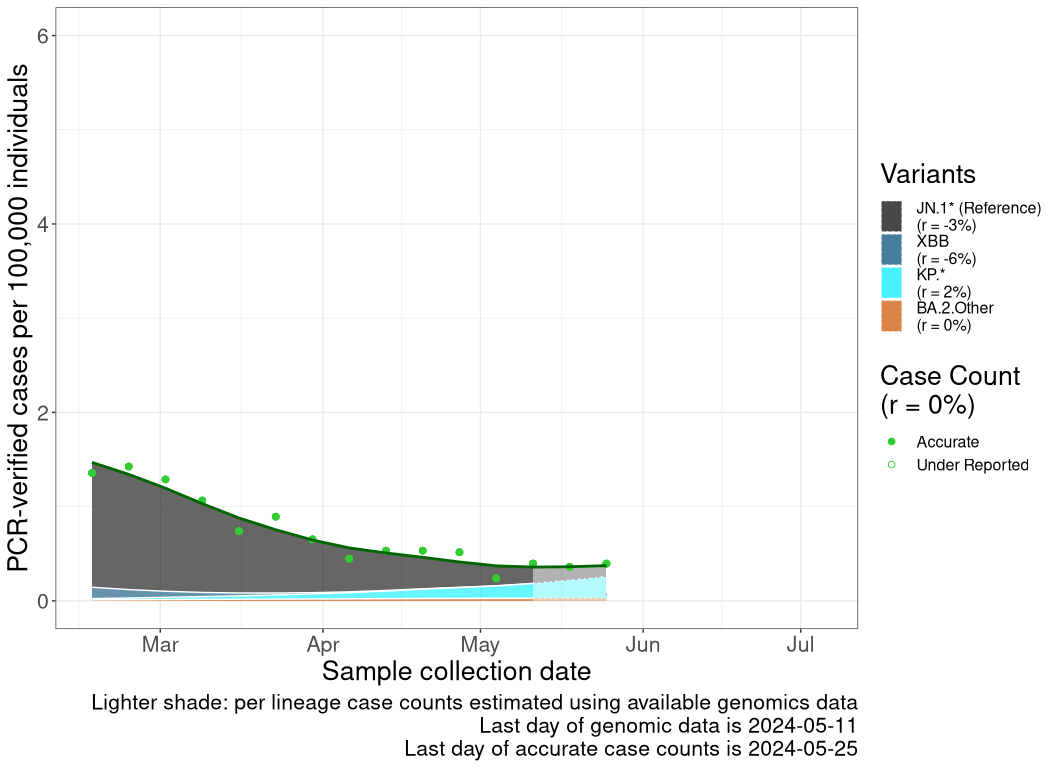 6
4
2
0
PCR-verified cases per 100,000 individuals
Mar
Apr
May
Jun
Jul
Sample collection date
Variants
JN.1* (Reference)
(r = -3%)
XBB
(r = -6%)
KP.*
(r = 2%)
BA.2.Other
(r = 0%)
Case Count
(r = 0%)
Accurate
Under Reported
Lighter shade: per lineage case counts estimated using available genomics data
Last day of genomic data is 2024-05-11
Last day of accurate case counts is 2024-05-25